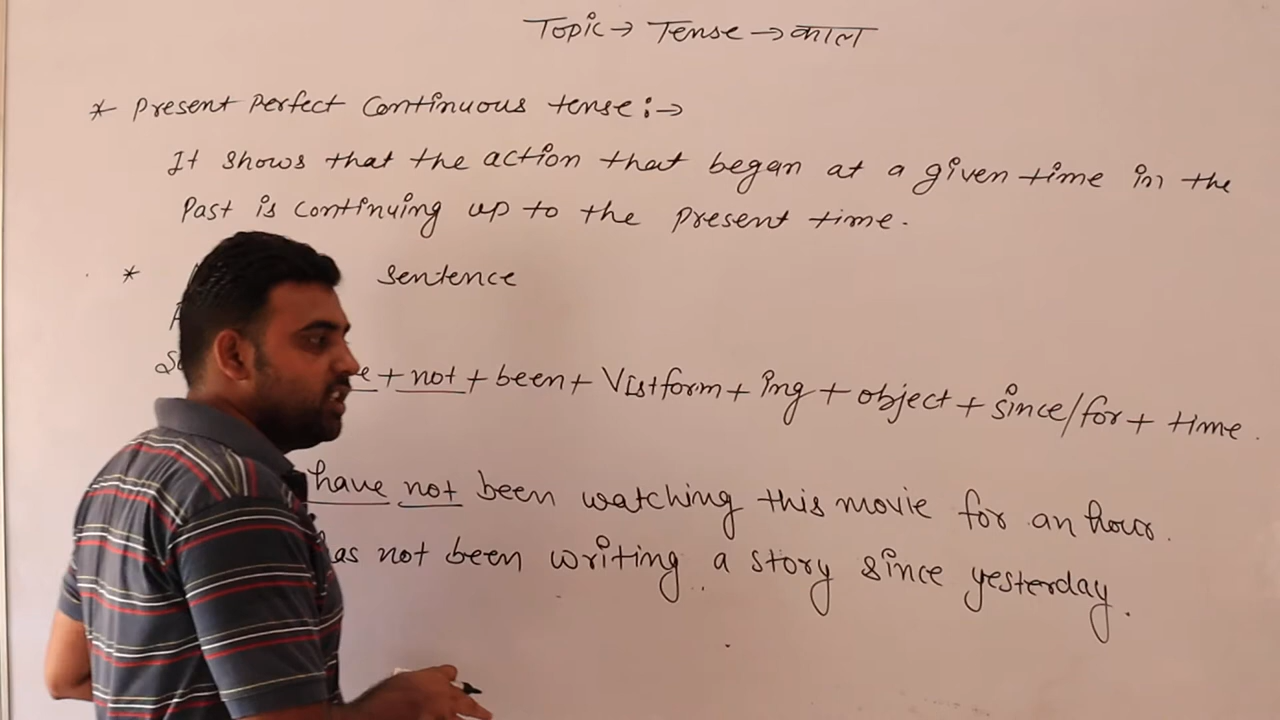 Topic → Tense → काल
* Present Perfect Continuous tense :→
It shows that the action that began at a given time in the
Past is continuing up to the present time.
* sentence
+ not + been + V1st form + ing + object + since/for + time.
have not been watching this movie for an hour.
has not been writing a story since yesterday.